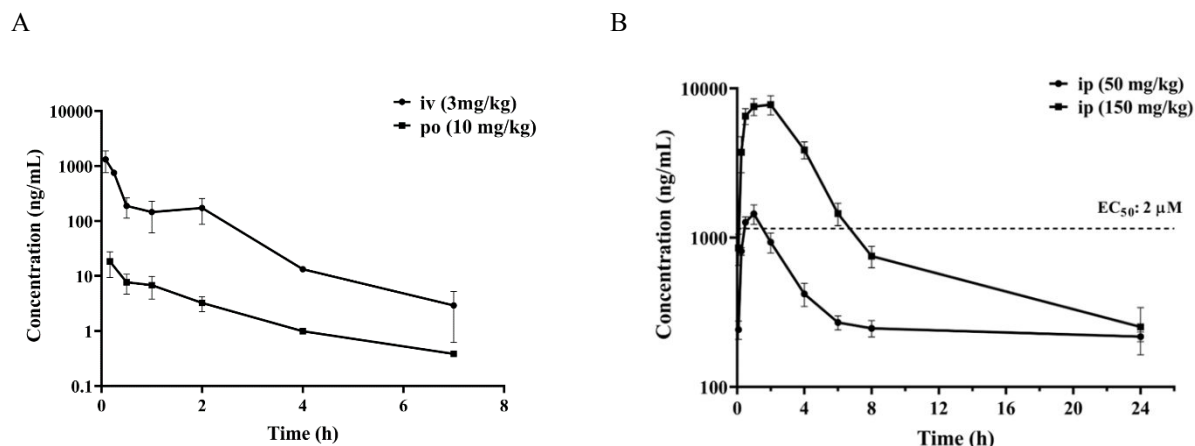 A
B
iv (3mg/kg)
po (10 mg/kg)
10000
1000
100
10
1
0.1
Concentration (ng/mL)
0
2
4
6
8
Time (h)
ip (50 mg/kg)
ip (150 mg/kg)
10000
EC50: 2 μM
1000
100
Concentration (ng/mL)
0
4
8
12
16
20
24
Time (h)